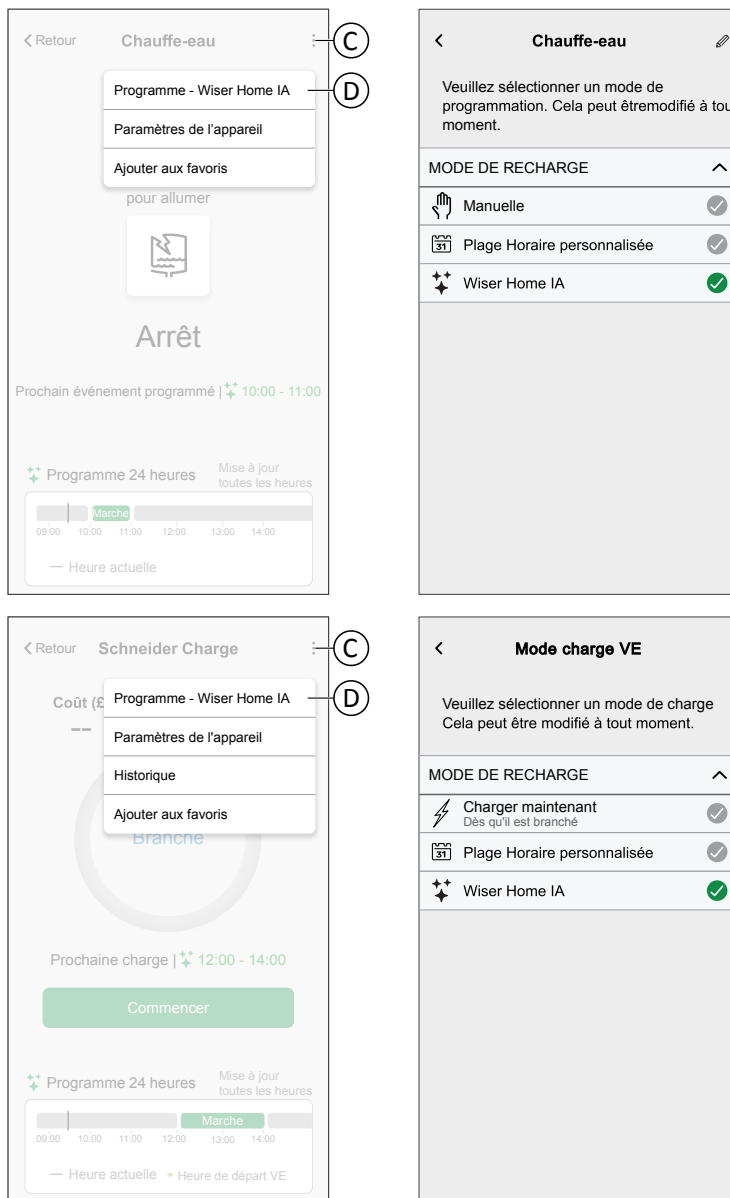 Retour Chauffe-eau
C
Programme - Wiser Home IA
D
Paramètres de l'appareil
Ajouter aux favoris
pour allumer
Arrêt
Prochain événement programmé | 10:00 - 11:00
Programme 24 heures
Mise à jour
toutes les heures
Marche
09:00 10:00 11:00 12:00 13:00 14:00
Heure actuelle
Chauffe-eau
Veuillez sélectionner un mode de
programmation. Cela peut êtremodifié à tou
moment.
MODE DE RECHARGE
Manuelle
31 Plage Horaire personnalisée
Wiser Home IA
Retour Schneider Charge
C
Coût (£
--
Programme - Wiser Home IA
D
Paramètres de l'appareil
Historique
Ajouter aux favoris
Branché
Prochaine charge | 12:00 - 14:00
Commencer
Programme 24 heures
Mise à jour
toutes les heures
Marche
09:00 10:00 11:00 12:00 13:00 14:00
Heure actuelle Heure de départ VE
Mode charge VE
Veuillez sélectionner un mode de charge
Cela peut être modifié à tout moment.
MODE DE RECHARGE
Charger maintenant
Dès qu'il est branché
31 Plage Horaire personnalisée
Wiser Home IA